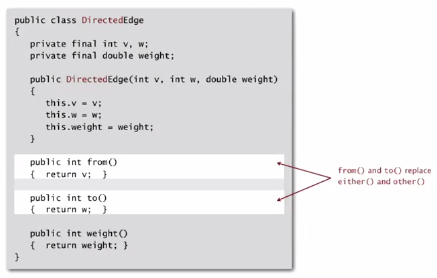 public class DirectedEdge
{
private final int v, w;
private final double weight;
public DirectedEdge(int v, int w, double weight)
{
this.v = v;
this.w = w;
this.weight = weight;
}
public int from()
{ return v; }
public int to()
{ return w; }
public int weight()
{ return weight; }
}
from() and to() replace
either() and other()